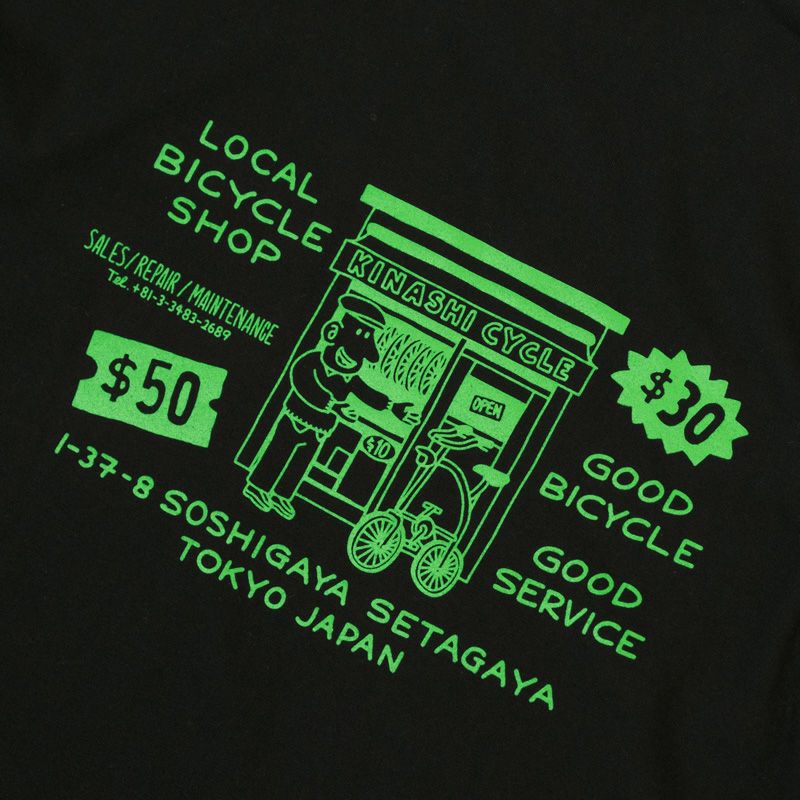 LOCAL
BICYCLE
SHOP
SALES/REPAIR/MAINTENANCE
Tel. +81-3-3483-2689
$50
KINASHI CYCLE
OPEN
$10
$30
GOOD
BICYCLE
GOOD
SERVICE
1-37-8 SOSHIGAYA SETAGAYA
TOKYO JAPAN